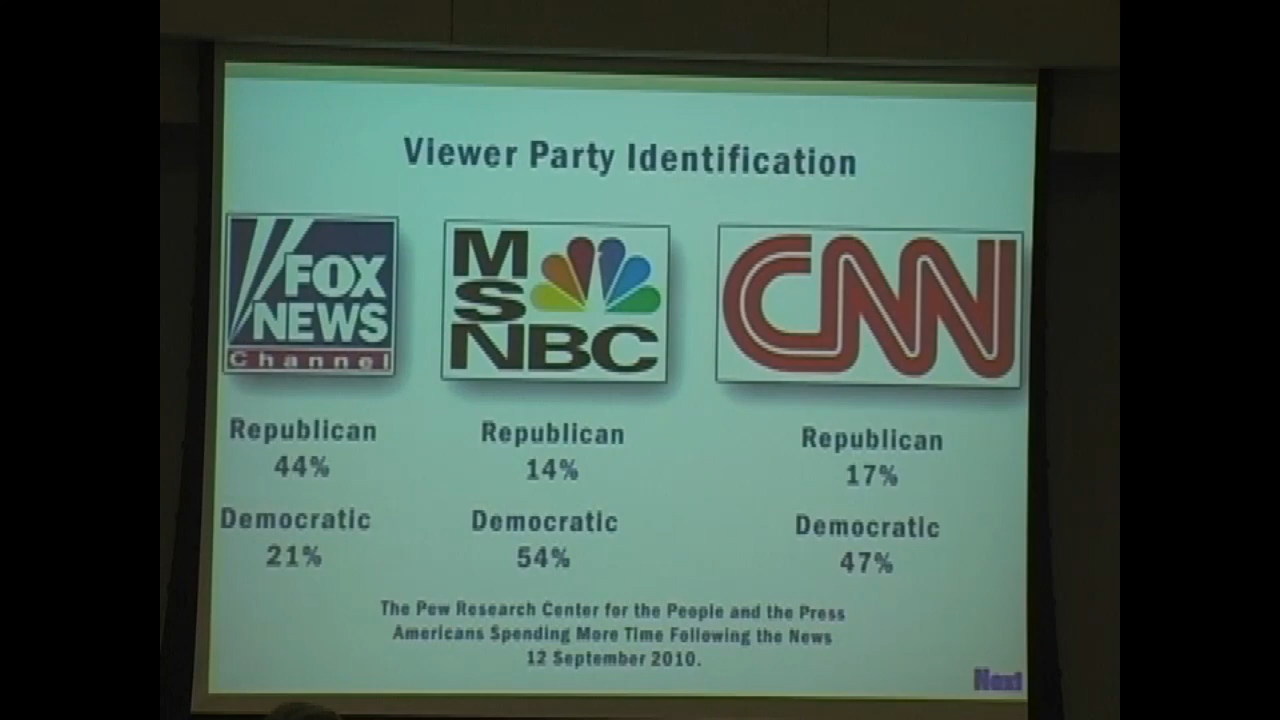 Viewer Party Identification
FOX
NEWS
Channel
M
S
NBC
CNN
Republican
44%
Democratic
21%
Republican
14%
Democratic
54%
Republican
17%
Democratic
47%
The Pew Research Center for the People and the Press
Americans Spending More Time Following the News
12 September 2010.
Next